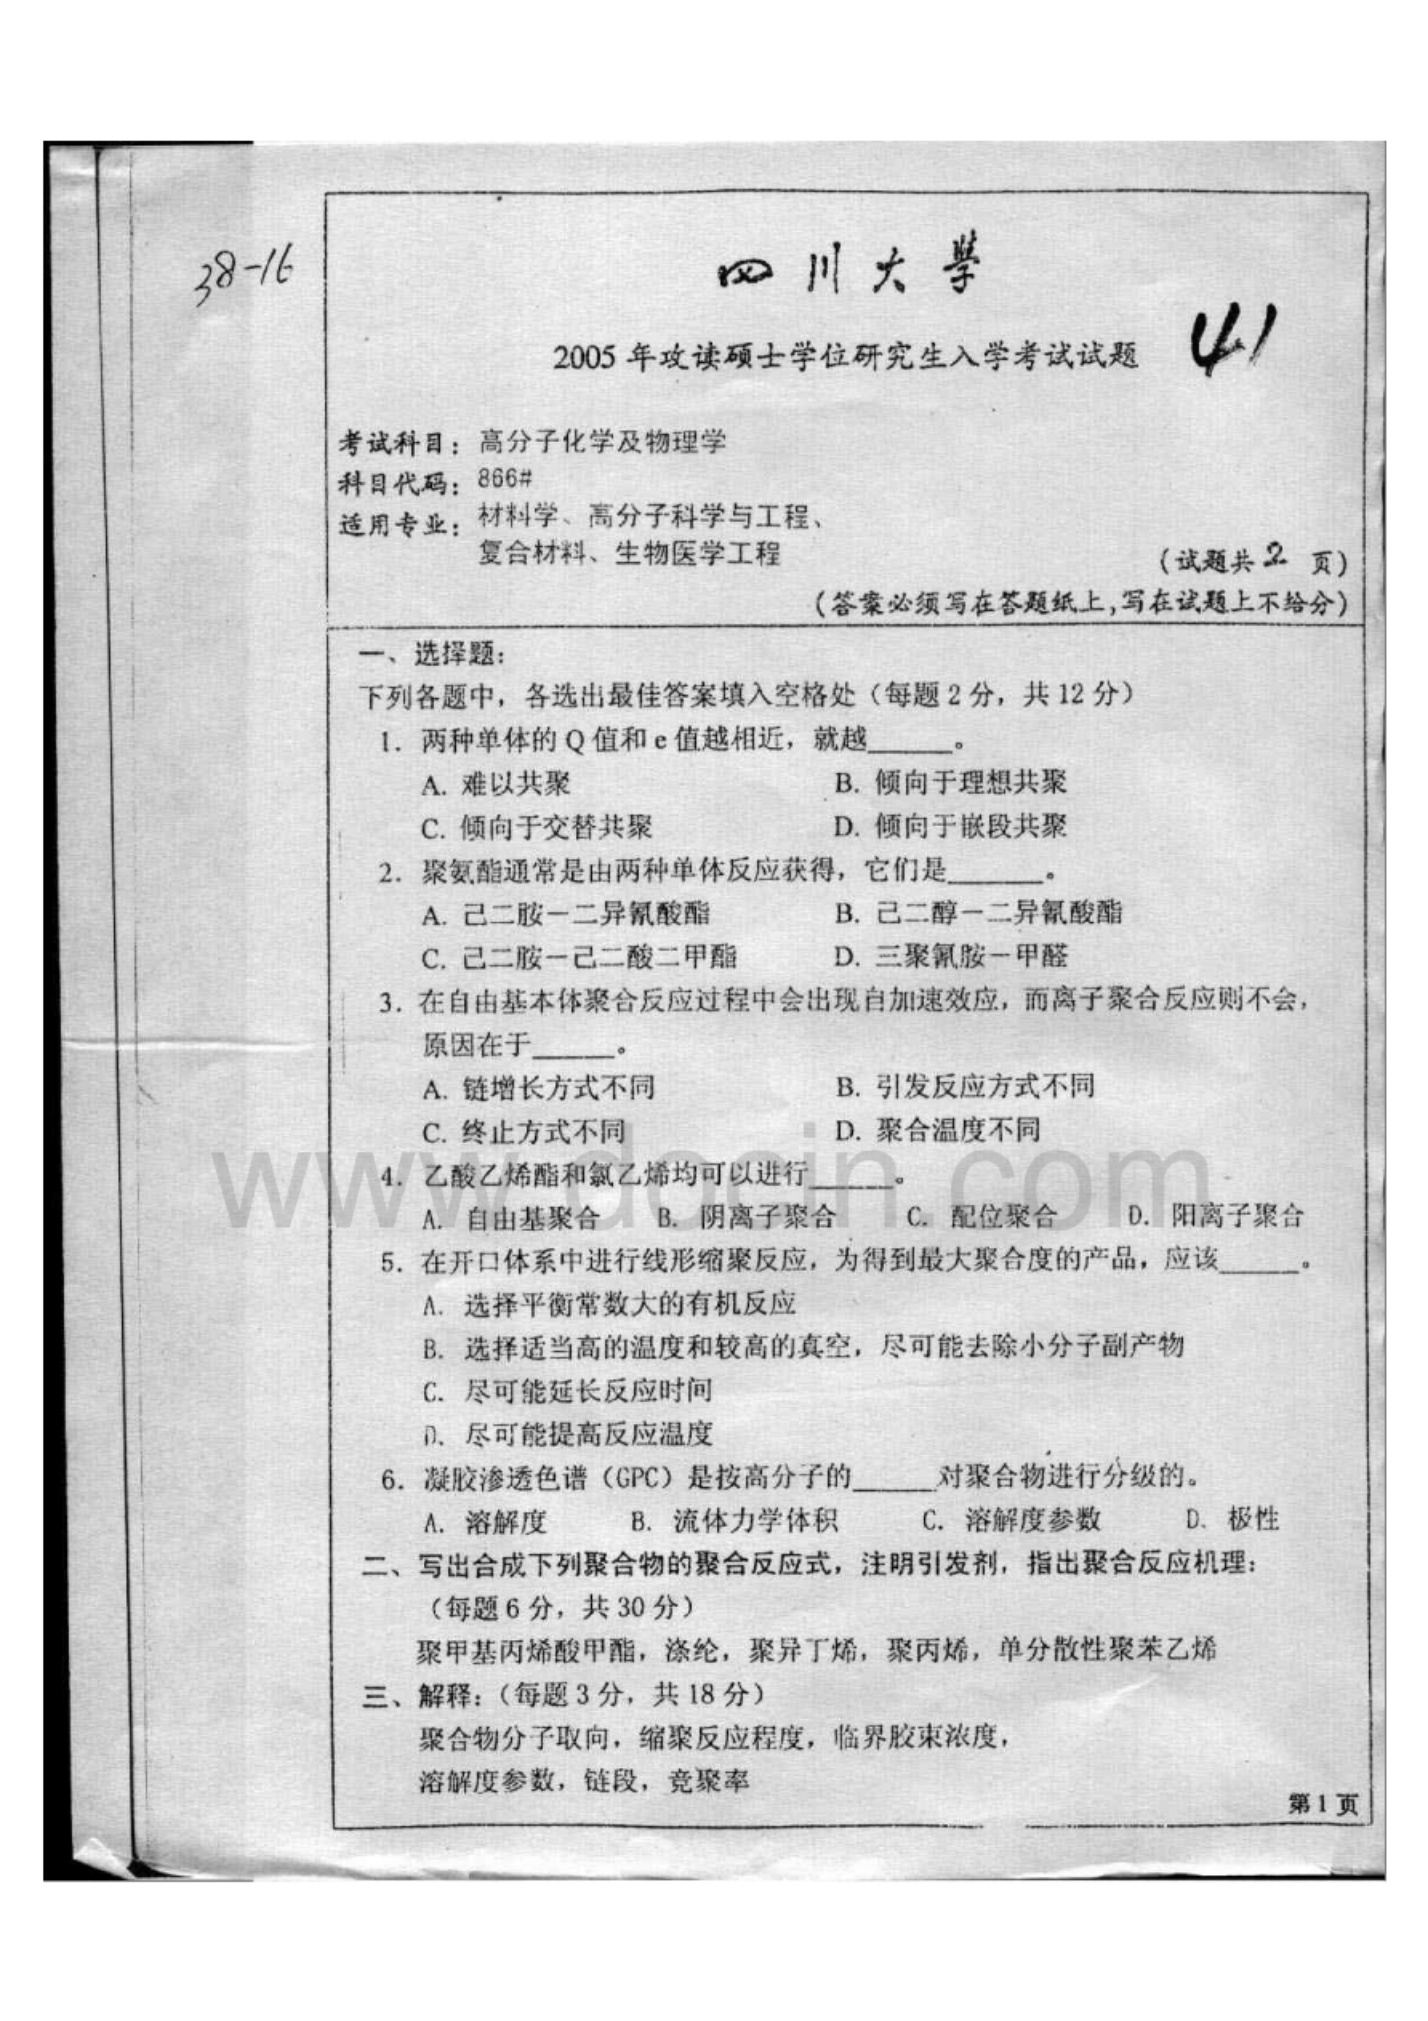 38-16
四川大學
41
2005年攻读硕士学位研究生入学考试试题
考试科目：高分子化学及物理学
科目代码：866#
适用专业：材料学、高分子科学与工程、
复合材料、生物医学工程
（试题共2 页）
（答案必须写在答题纸上,写在试题上不给分）
一、选择题：
下列各题中，各选出最佳答案填入空格处（每题2分，共12分）
1．两种单体的Q值和e值越相近，就越______。
A. 难以共聚 B. 倾向于理想共聚
C. 倾向于交替共聚 D. 倾向于嵌段共聚
2．聚氨酯通常是由两种单体反应获得，它们是______。
A. 己二胺－二异氰酸酯 B. 己二醇－二异氰酸酯
C. 己二胺－己二酸二甲酯 D. 三聚氰胺－甲醛
3．在自由基本体聚合反应过程中会出现自加速效应，而离子聚合反应则不会，
原因在于______。
A. 链增长方式不同 B. 引发反应方式不同
C. 终止方式不同 D. 聚合温度不同
www.docin.com
4．乙酸乙烯酯和氯乙烯均可以进行______。
A. 自由基聚合 B. 阴离子聚合 C. 配位聚合 D. 阳离子聚合
5．在开口体系中进行线形缩聚反应，为得到最大聚合度的产品，应该______。
A. 选择平衡常数大的有机反应
B. 选择适当高的温度和较高的真空，尽可能去除小分子副产物
C. 尽可能延长反应时间
D. 尽可能提高反应温度
6．凝胶渗透色谱（GPC）是按高分子的______对聚合物进行分级的。
A. 溶解度 B. 流体力学体积 C. 溶解度参数 D. 极性
二、写出合成下列聚合物的聚合反应式，注明引发剂，指出聚合反应机理：
（每题6分，共30分）
聚甲基丙烯酸甲酯，涤纶，聚异丁烯，聚丙烯，单分散性聚苯乙烯
三、解释：（每题3分，共18分）
聚合物分子取向，缩聚反应程度，临界胶束浓度，
溶解度参数，链段，竞聚率
第1页